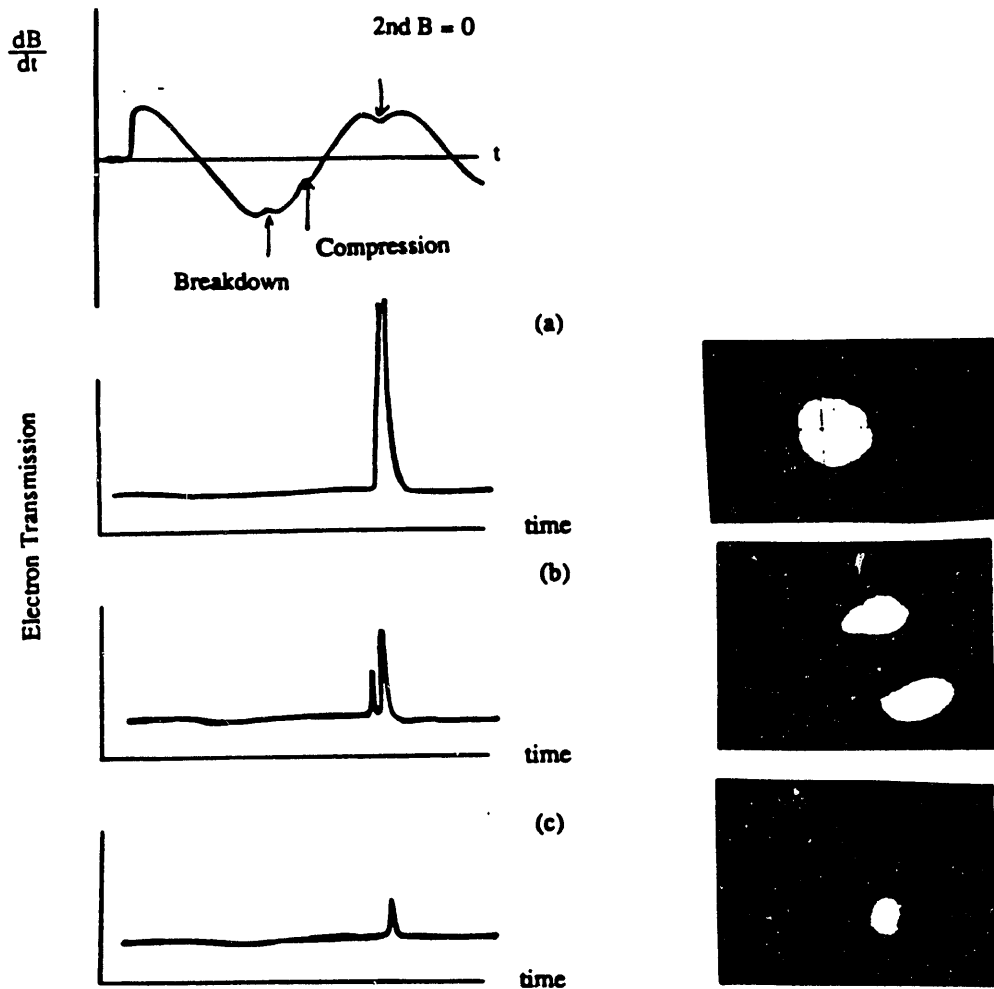 dB
dt
2nd B = 0
t
Compression
Breakdown
(a)
Electron Transmission
time
(b)
time
(c)
time